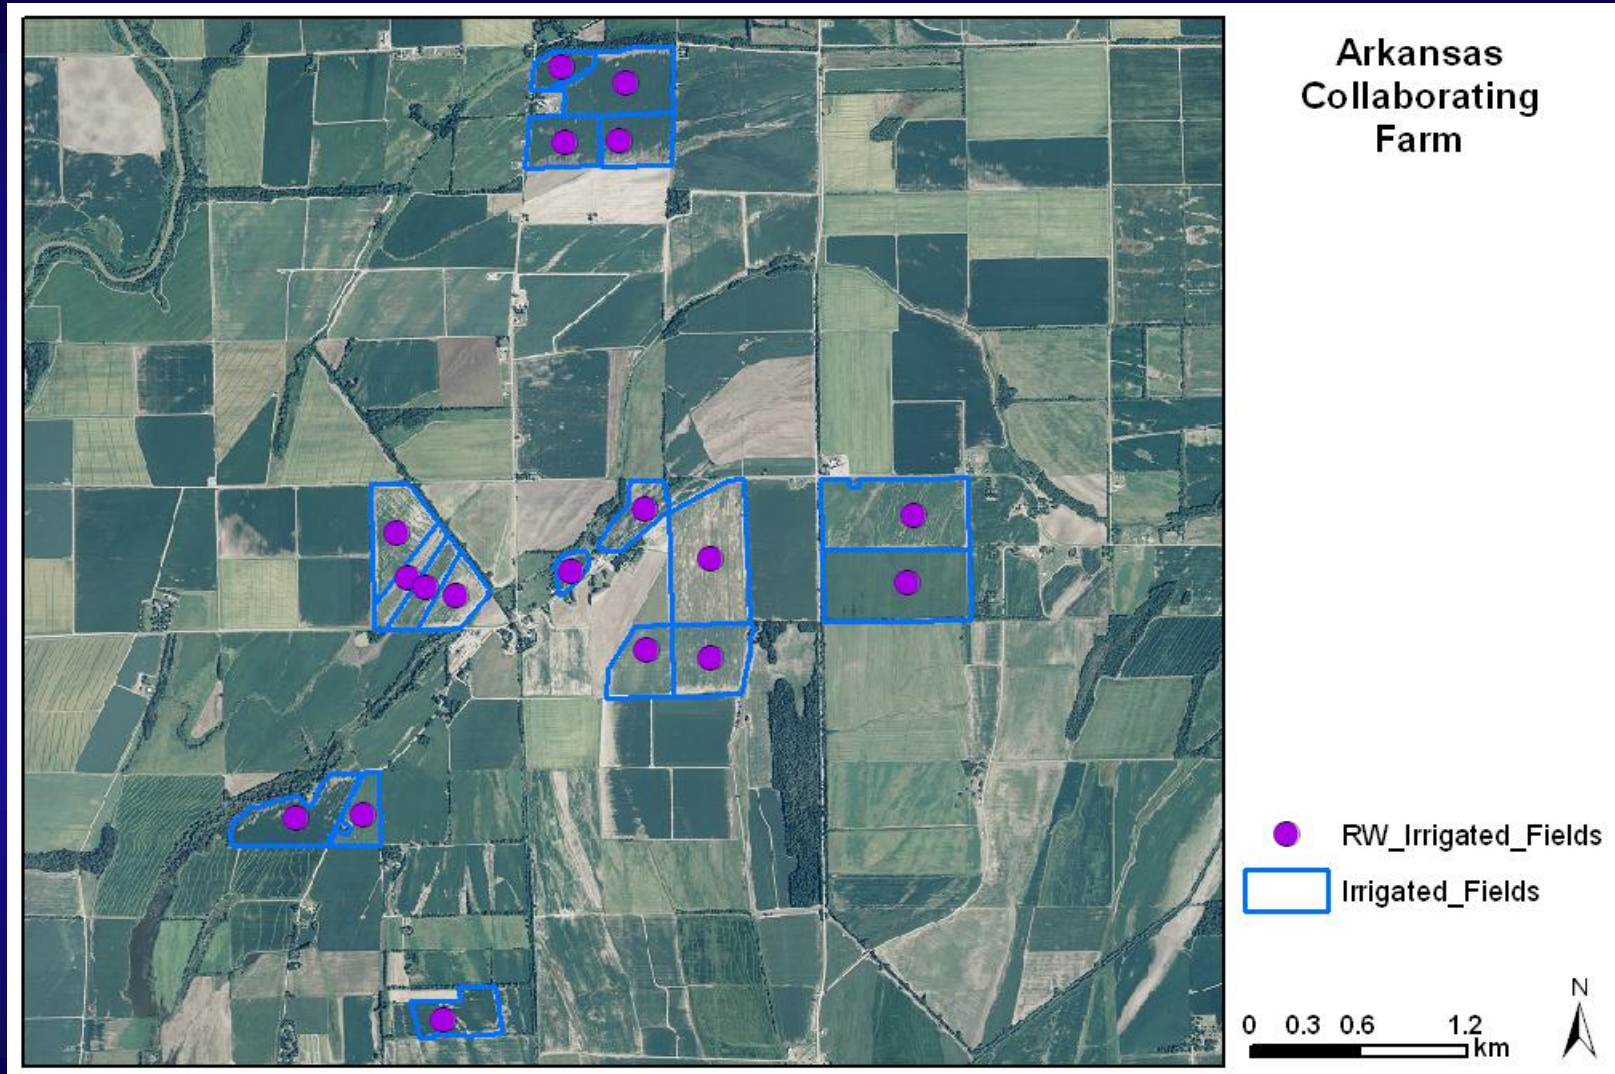 Arkansas
Collaborating
Farm
RW_Irrigated_Fields
Irrigated_Fields
N
0 0.3 0.6 1.2
km